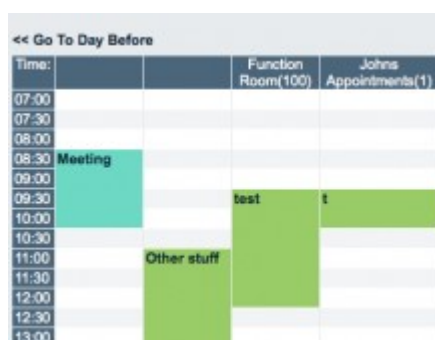 << Go To Day Before
Time: Function Johns
Room(100) Appointments(1)
07:00
07:30
08:00
08:30 Meeting
09:00
09:30 test t
10:00
10:30
11:00 Other stuff
11:30
12:00
12:30
13:00